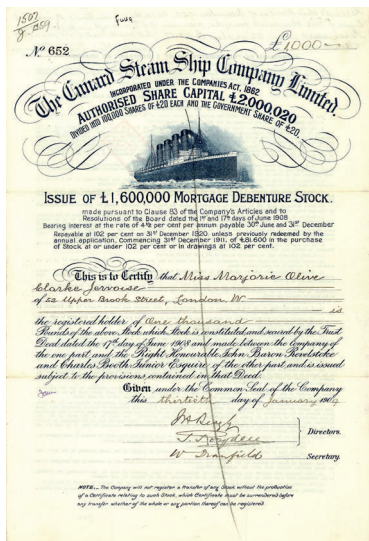 1507
Nº 652
£1,000
The Cunard Steam Ship Company Limited.
INCORPORATED UNDER THE COMPANIES ACT, 1862
AUTHORISED SHARE CAPITAL £2,000,020
DIVIDED INTO 100,000 SHARES OF £20 EACH AND THE GOVERNMENT SHARE OF £20.
ISSUE OF £1,600,000 MORTGAGE DEBENTURE STOCK.
made pursuant to Clause 83 of the Company's Articles and to
Resolutions of the Board dated the 1st and 17th days of June 1908
Bearing interest at the rate of 4½ per cent per annum payable 30th June and 31st December
Repayable at 102 per cent on 31st December 1920 unless previously redeemed by the
annual application, commencing 31st December 1911, of £81,600 in the purchase
of Stock at or under 102 per cent or in drawings at 102 per cent.
This is to Certify that Miss Marjorie Olive
Clarke Jervoise
of 52 Upper Brook Street, London W. is
the registered holder of One thousand
Pounds of the above Stock which Stock is constituted and secured by the Trust
Deed dated the 17th day of June 1908 and made between the Company of
the one part and the Right Honourable John Baron Revelstoke
and Charles Booth Junior Esquire of the other part and is issued
subject to the provisions contained in that Deed.
Given under the Common Seal of the Company
this thirtieth day of January 1909
Directors.
Secretary.
NOTE... The Company will not register a transfer of any Stock without the production
of a Certificate relating to such Stock, which Certificate must be surrendered before
any transfer whether of the whole or any portion thereof can be registered